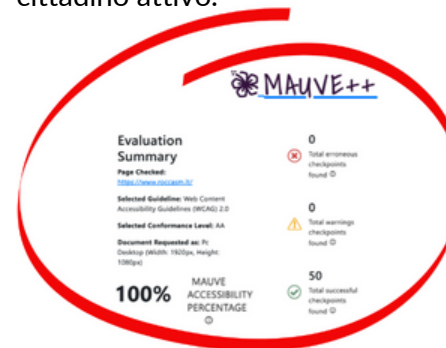 cittadino attivo.
MAUVE++
Evaluation
Summary
Page Checked:
https://www.roccasm.it/
Selected Guideline: Web Content
Accessibility Guidelines (WCAG) 2.0
Selected Conformance Level: AA
Document Requested as: Pc
Desktop (Width: 1920px, Height:
1080px)
100%
MAUVE
ACCESSIBILITY
PERCENTAGE
0
Total erroneous
checkpoints
found
0
Total warnings
checkpoints
found
50
Total successful
checkpoints
found